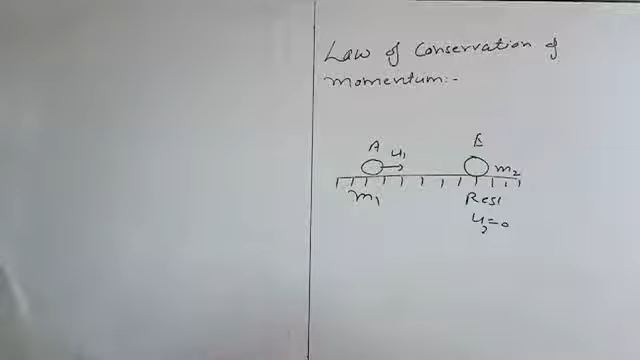 Law of Conservation of
momentum:-
A
B
u₁
m₂
m₁
Rest
u₂=0